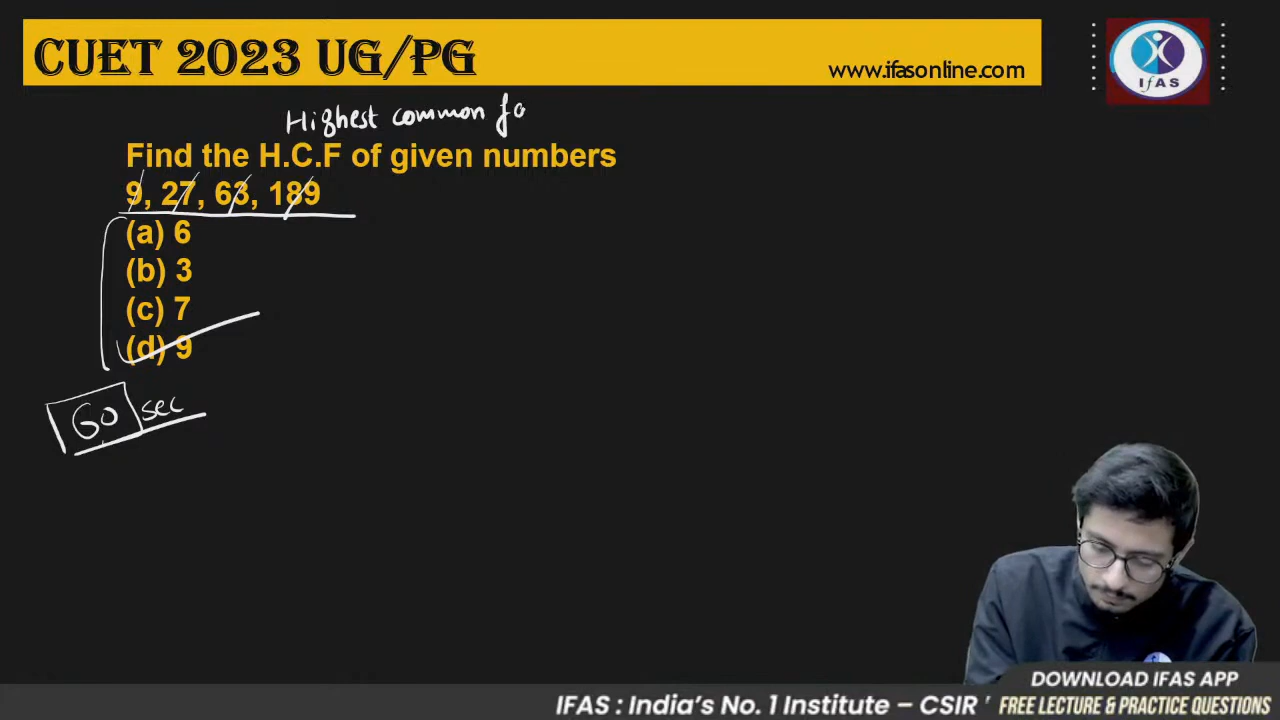 CUET 2023 UG/PG
www.ifasonline.com
IfAS
Highest common fa
Find the H.C.F of given numbers
9, 27, 63, 189
(a) 6
(b) 3
(c) 7
(d) 9
60 sec
DOWNLOAD IFAS APP
IFAS : India's No. 1 Institute – CSIR
FREE LECTURE & PRACTICE QUESTIONS